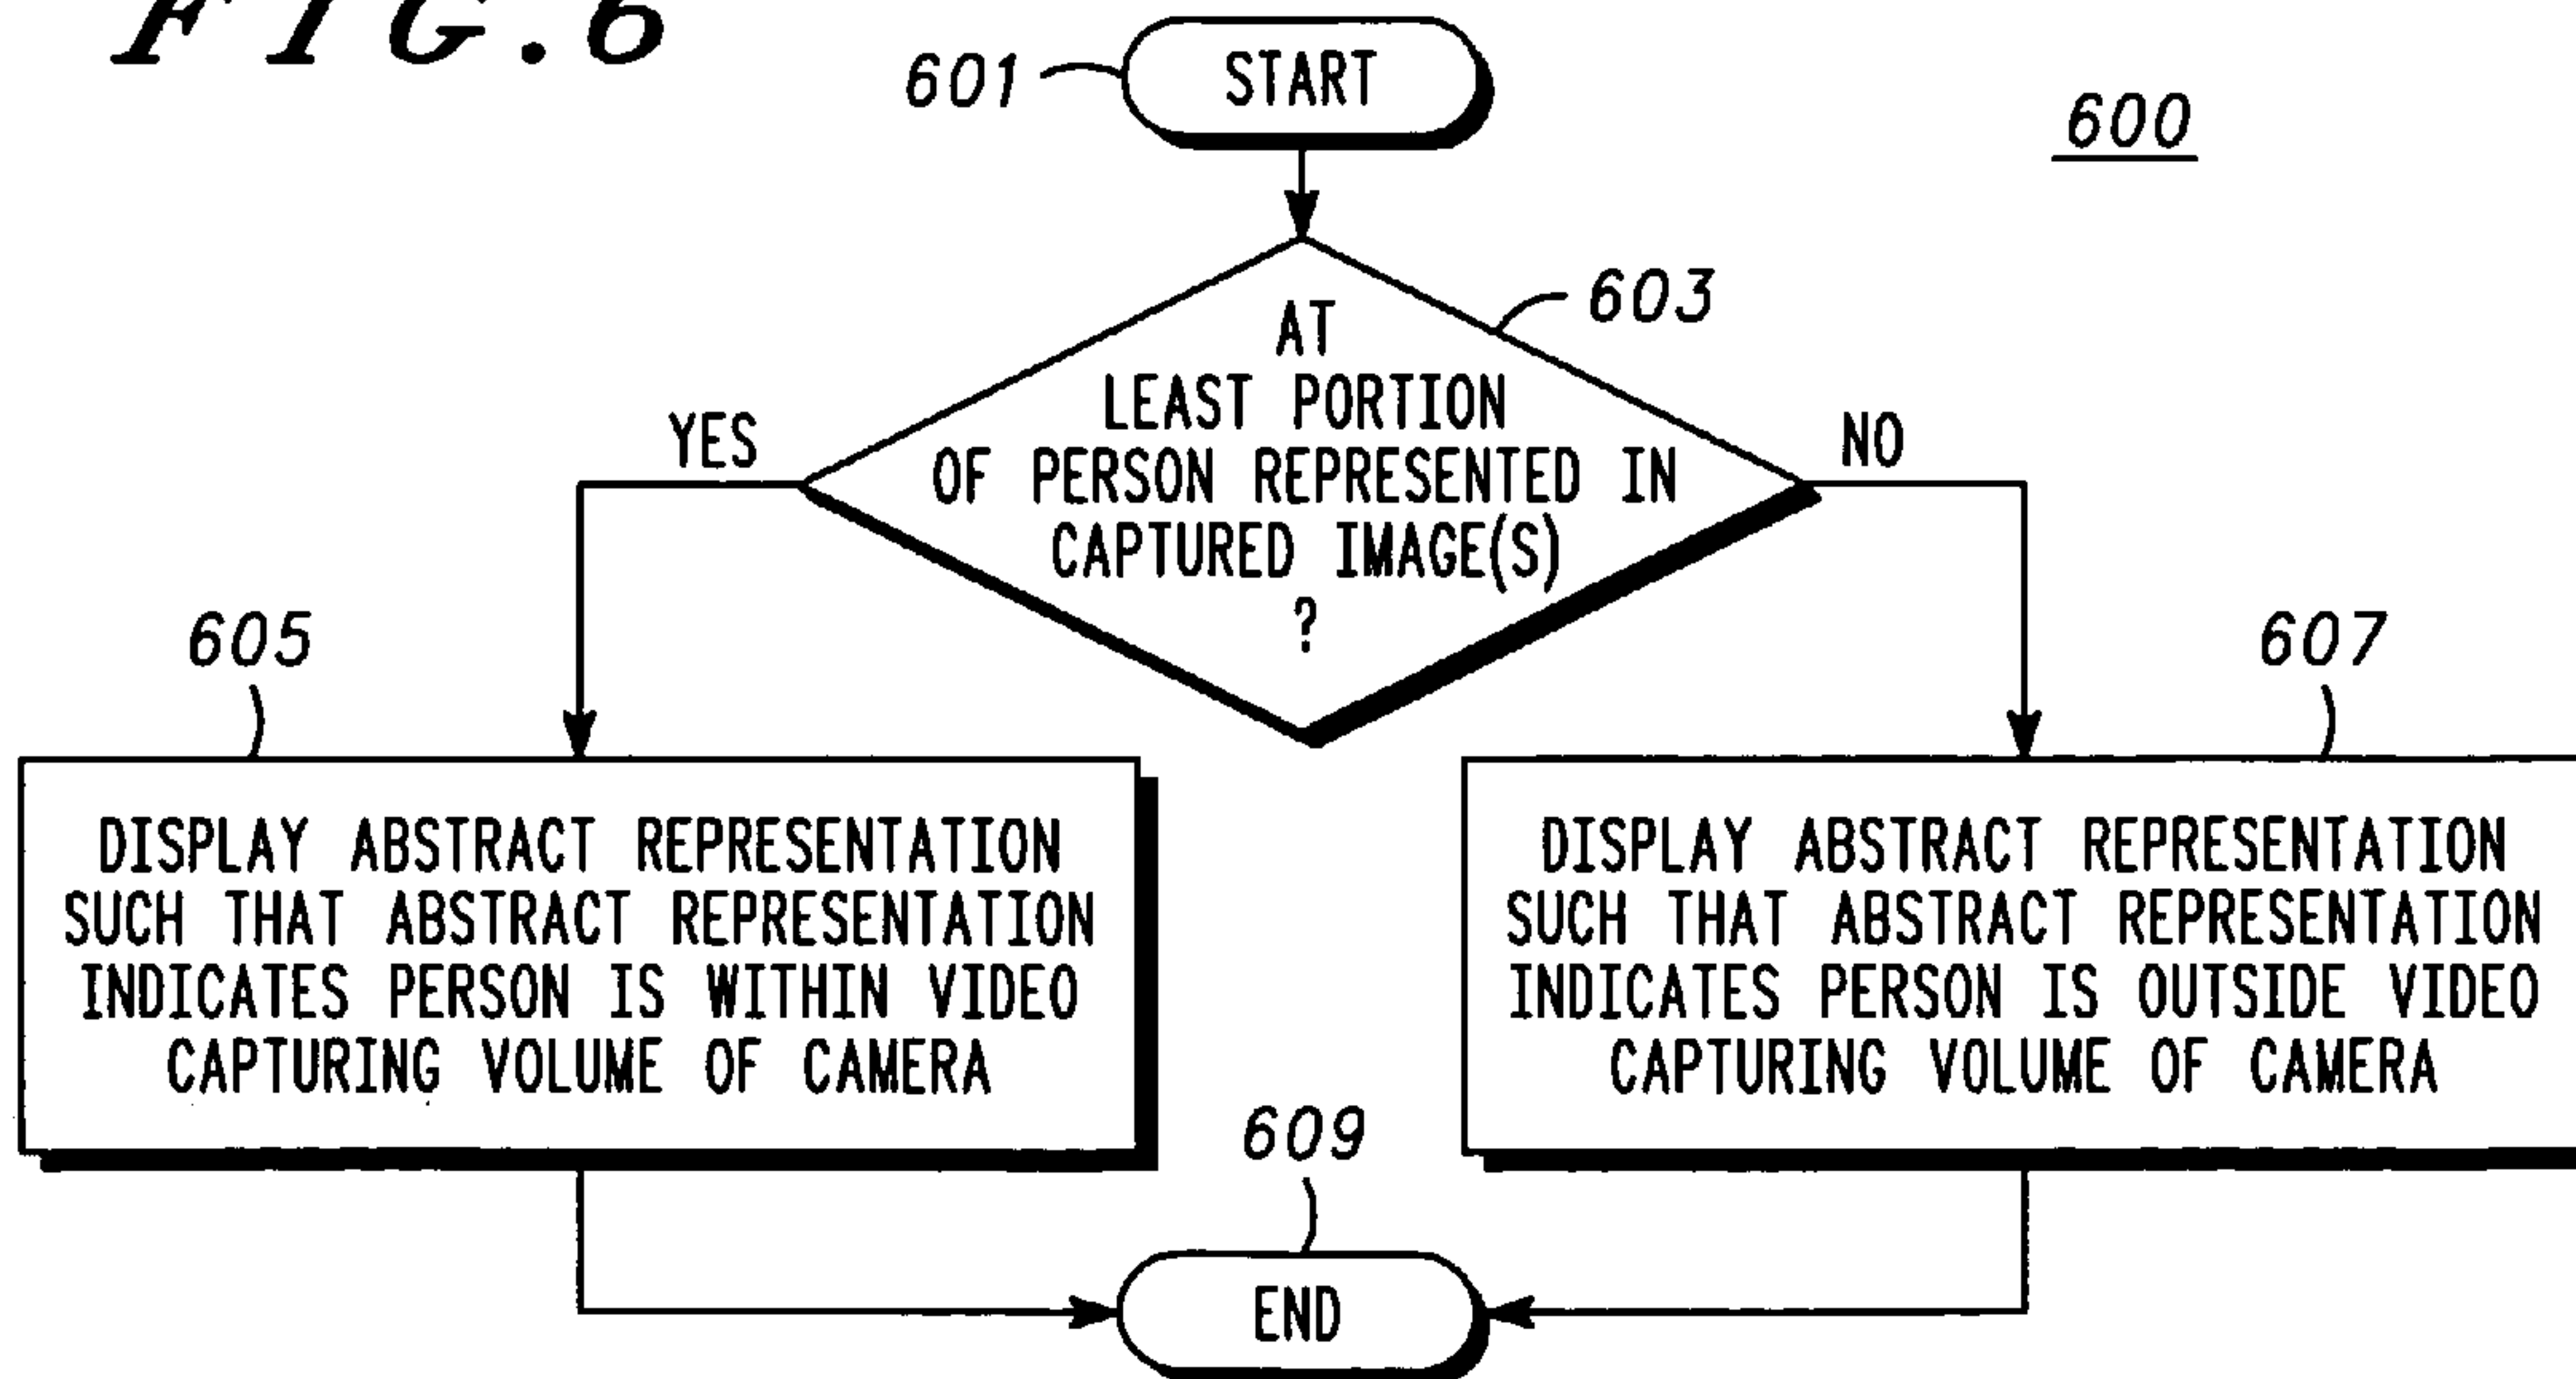 FIG.6
601
START
600
603
AT
LEAST PORTION
OF PERSON REPRESENTED IN
CAPTURED IMAGE(S)
?
YES
NO
605
DISPLAY ABSTRACT REPRESENTATION
SUCH THAT ABSTRACT REPRESENTATION
INDICATES PERSON IS WITHIN VIDEO
CAPTURING VOLUME OF CAMERA
607
DISPLAY ABSTRACT REPRESENTATION
SUCH THAT ABSTRACT REPRESENTATION
INDICATES PERSON IS OUTSIDE VIDEO
CAPTURING VOLUME OF CAMERA
609
END